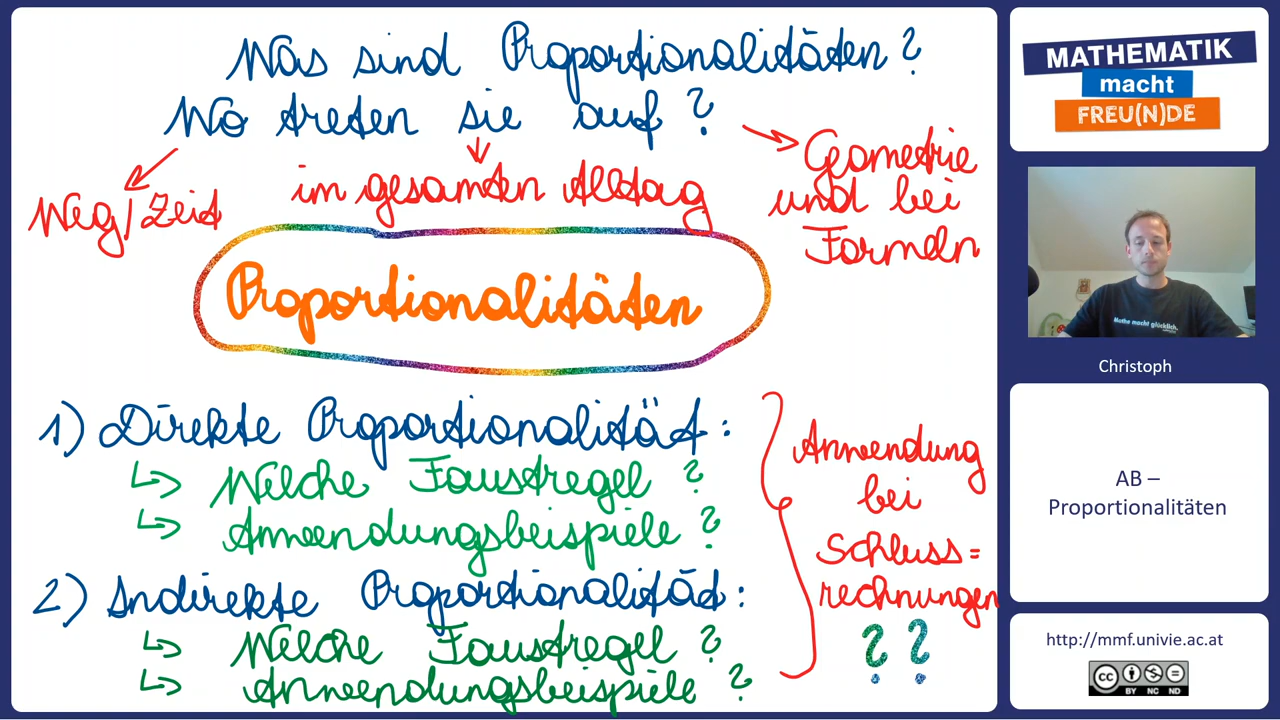 Was sind Proportionalitäten?
Wo treten sie auf?
Weg/Zeit
im gesamten Alltag
Geometrie
und bei
Formeln
Proportionalitäten
1) Direkte Proportionalität:
↳ Welche Faustregel?
↳ Anwendungsbeispiele?
2) Indirekte Proportionalität:
↳ Welche Faustregel?
↳ Anwendungsbeispiele?
Anwendung
bei
Schluss=
rechnungen
? ?
MATHEMATIK
macht
FREU(N)DE
Mathe macht glücklich.
Christoph
AB –
Proportionalitäten
http://mmf.univie.ac.at
cc
BY NC ND